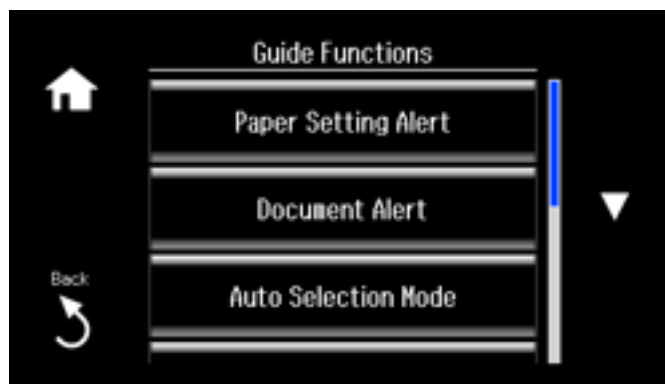 Guide Functions
Paper Setting Alert
Document Alert
Back
Auto Selection Mode